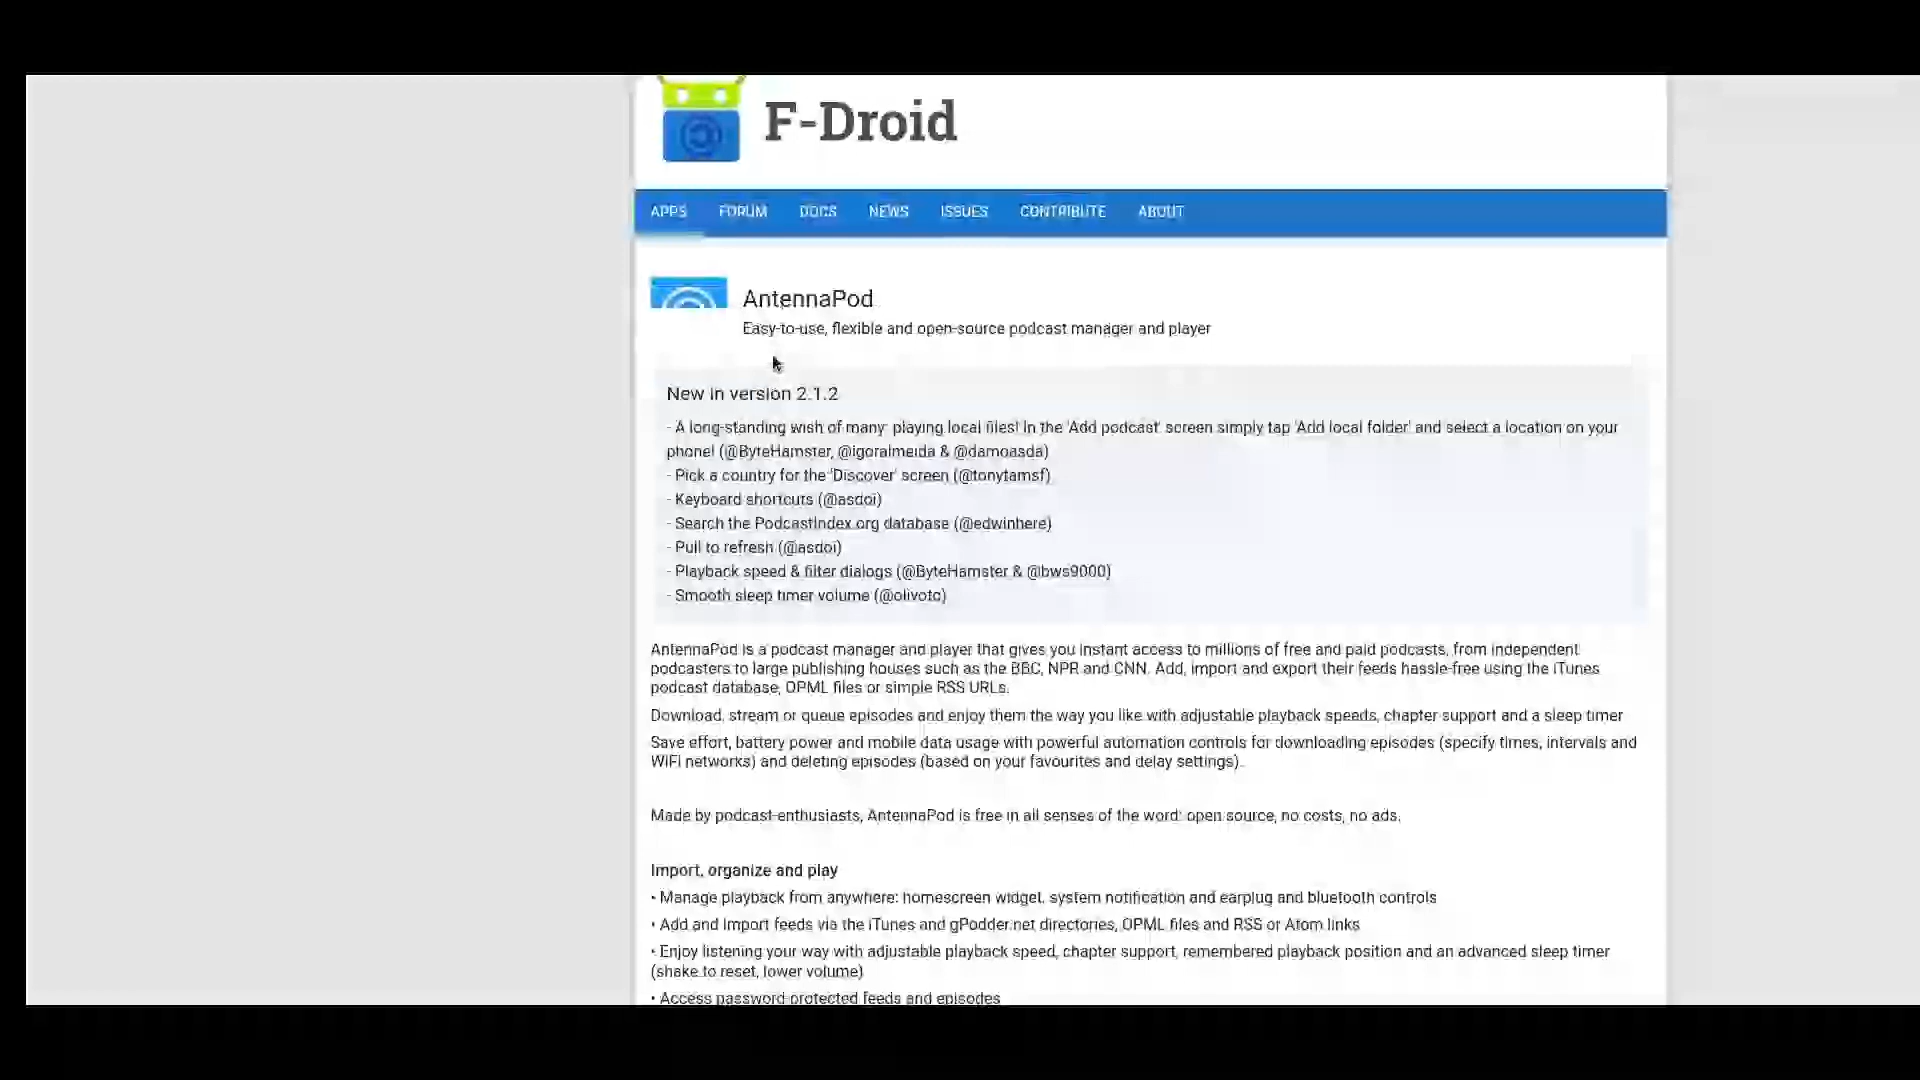 F-Droid
APPS FORUM DOCS NEWS ISSUES CONTRIBUTE ABOUT
AntennaPod
Easy-to-use, flexible and open-source podcast manager and player
New in version 2.1.2
- A long-standing wish of many: playing local files! In the 'Add podcast' screen simply tap 'Add local folder' and select a location on your
phone! (@ByteHamster, @igoralmeida & @damoasda)
- Pick a country for the 'Discover' screen (@tonytamsf)
- Keyboard shortcuts (@asdoi)
- Search the PodcastIndex.org database (@edwinhere)
- Pull to refresh (@asdoi)
- Playback speed & filter dialogs (@ByteHamster & @bws9000)
- Smooth sleep timer volume (@olivoto)
AntennaPod is a podcast manager and player that gives you instant access to millions of free and paid podcasts, from independent
podcasters to large publishing houses such as the BBC, NPR and CNN. Add, import and export their feeds hassle-free using the iTunes
podcast database, OPML files or simple RSS URLs.
Download, stream or queue episodes and enjoy them the way you like with adjustable playback speeds, chapter support and a sleep timer
Save effort, battery power and mobile data usage with powerful automation controls for downloading episodes (specify times, intervals and
WiFi networks) and deleting episodes (based on your favourites and delay settings).
Made by podcast-enthusiasts, AntennaPod is free in all senses of the word: open source, no costs, no ads.
Import, organize and play
• Manage playback from anywhere: homescreen widget, system notification and earplug and bluetooth controls
• Add and import feeds via the iTunes and gPodder.net directories, OPML files and RSS or Atom links
• Enjoy listening your way with adjustable playback speed, chapter support, remembered playback position and an advanced sleep timer
(shake to reset, lower volume)
• Access password-protected feeds and episodes